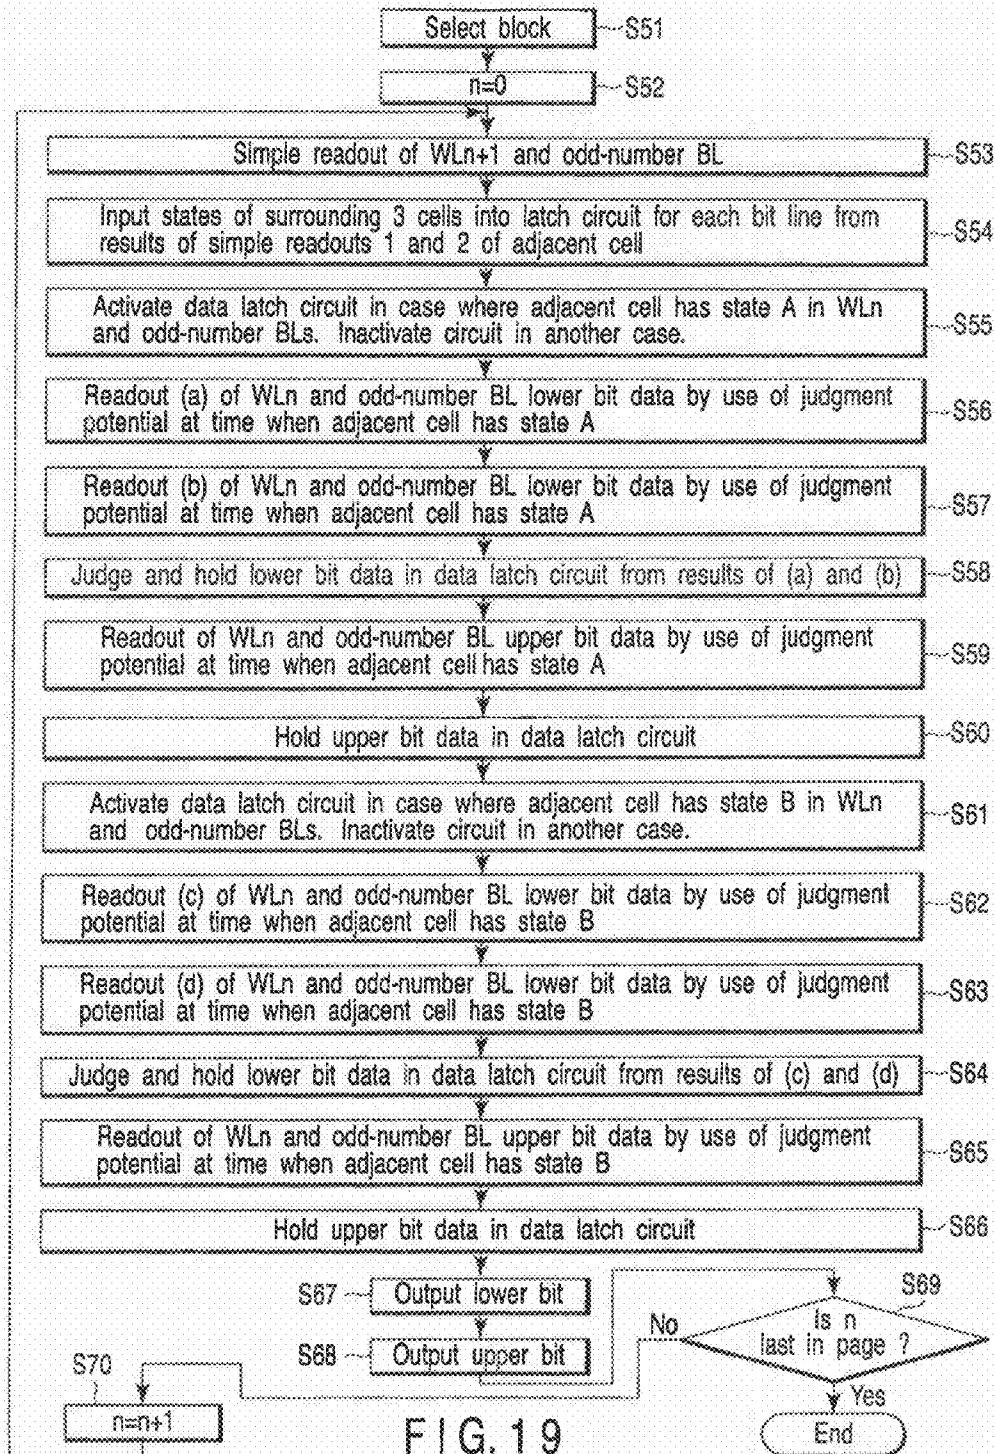 Select block
S51
n=0
S52
Simple readout of WLn+1 and odd-number BL
S53
Input states of surrounding 3 cells into latch circuit for each bit line from
results of simple readouts 1 and 2 of adjacent cell
S54
Activate data latch circuit in case where adjacent cell has state A in WLn
and odd-number BLs. Inactivate circuit in another case.
S55
Readout (a) of WLn and odd-number BL lower bit data by use of judgment
potential at time when adjacent cell has state A
S56
Readout (b) of WLn and odd-number BL lower bit data by use of judgment
potential at time when adjacent cell has state A
S57
Judge and hold lower bit data in data latch circuit from results of (a) and (b)
S58
Readout of WLn and odd-number BL upper bit data by use of judgment
potential at time when adjacent cell has state A
S59
Hold upper bit data in data latch circuit
S60
Activate data latch circuit in case where adjacent cell has state B in WLn
and odd-number BLs. Inactivate circuit in another case.
S61
Readout (c) of WLn and odd-number BL lower bit data by use of judgment
potential at time when adjacent cell has state B
S62
Readout (d) of WLn and odd-number BL lower bit data by use of judgment
potential at time when adjacent cell has state B
S63
Judge and hold lower bit data in data latch circuit from results of (c) and (d)
S64
Readout of WLn and odd-number BL upper bit data by use of judgment
potential at time when adjacent cell has state B
S65
Hold upper bit data in data latch circuit
S66
S67
Output lower bit
S68
Output upper bit
S69
Is n
last in page ?
No
Yes
S70
n=n+1
End
FIG. 19